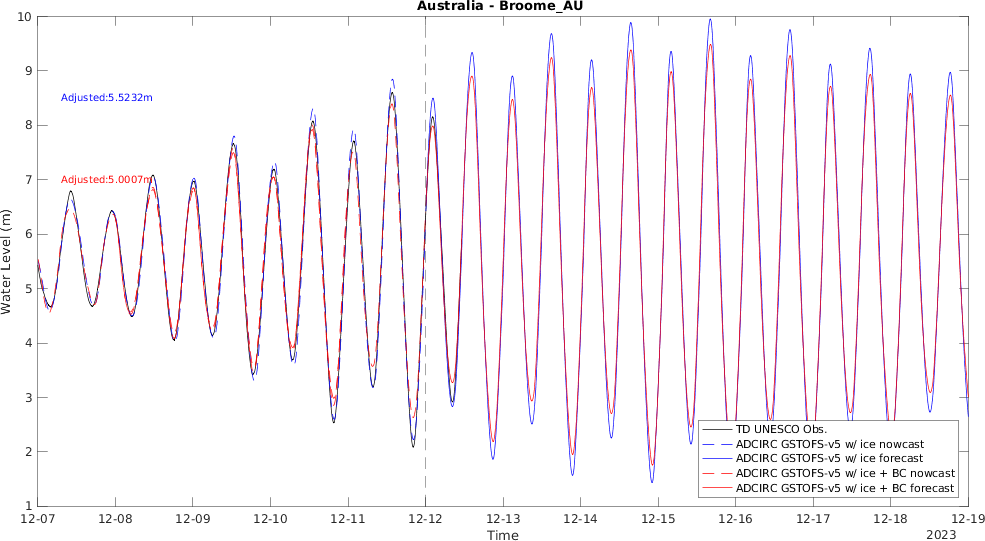 Australia - Broome_AU
10
9
8
7
6
5
4
3
2
1
Water Level (m)
Adjusted:5.5232m
Adjusted:5.0007m
TD UNESCO Obs.
ADCIRC GSTOFS-v5 w/ ice nowcast
ADCIRC GSTOFS-v5 w/ ice forecast
ADCIRC GSTOFS-v5 w/ ice + BC nowcast
ADCIRC GSTOFS-v5 w/ ice + BC forecast
12-07 12-08 12-09 12-10 12-11 12-12 12-13 12-14 12-15 12-16 12-17 12-18 12-19
Time
2023